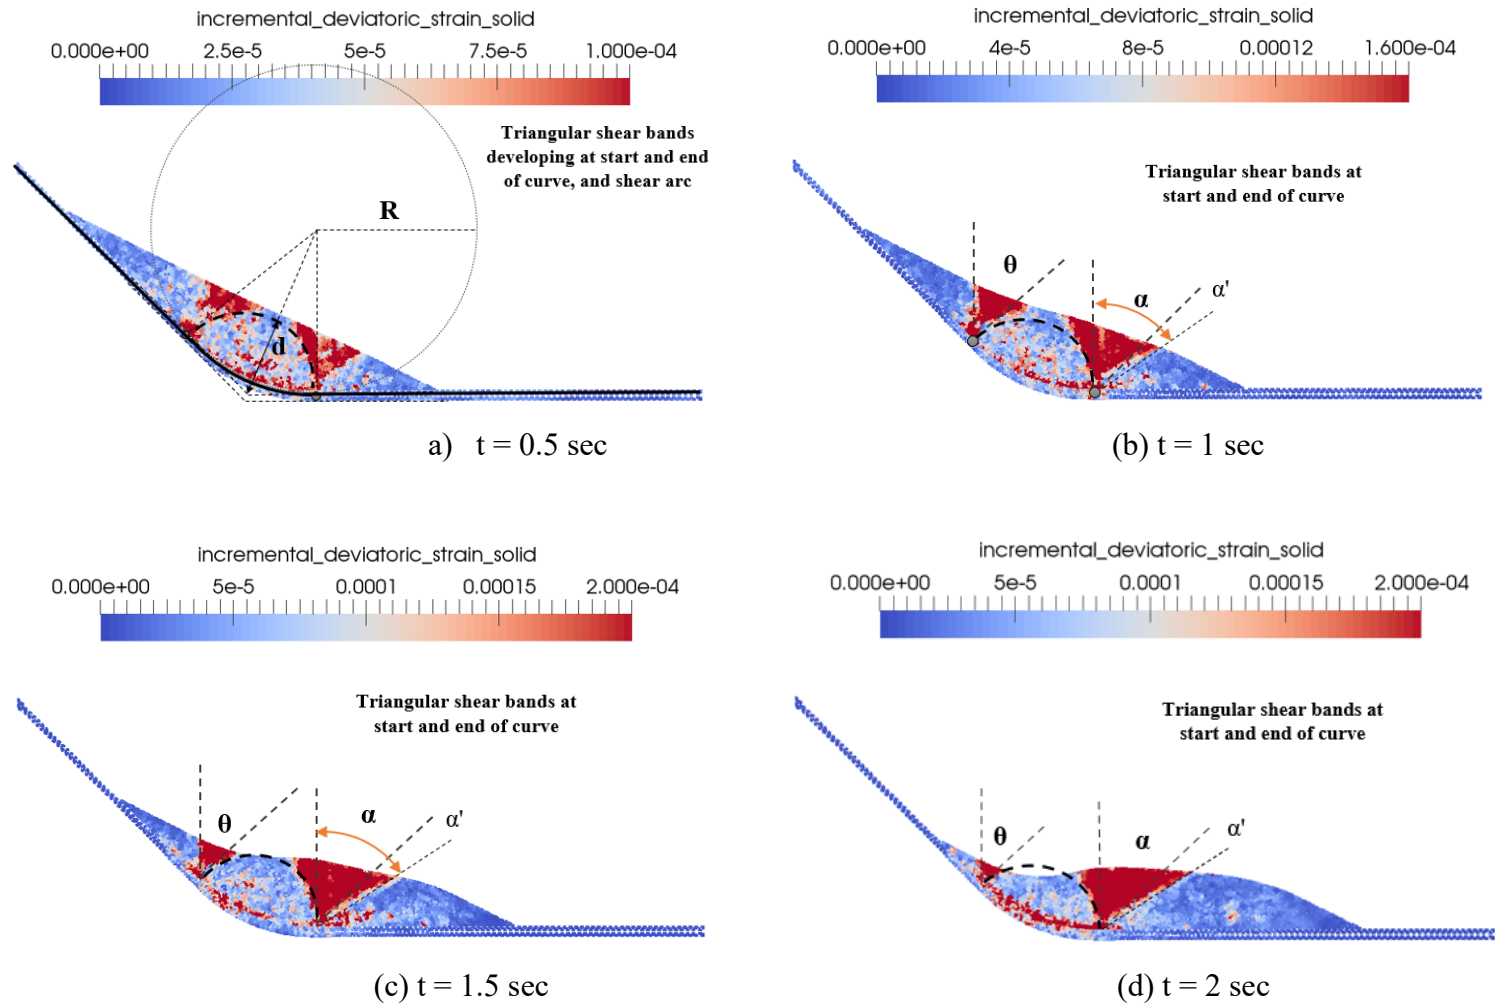 incremental_deviatoric_strain_solid
0.000e+00 2.5e-5 5e-5 7.5e-5 1.000e-04
Triangular shear bands
developing at start and end
of curve, and shear arc
R
d
a) t = 0.5 sec
incremental_deviatoric_strain_solid
0.000e+00 4e-5 8e-5 0.00012 1.600e-04
Triangular shear bands at
start and end of curve
θ
α
α'
(b) t = 1 sec
incremental_deviatoric_strain_solid
0.000e+00 5e-5 0.0001 0.00015 2.000e-04
Triangular shear bands at
start and end of curve
θ
α
α'
(c) t = 1.5 sec
incremental_deviatoric_strain_solid
0.000e+00 5e-5 0.0001 0.00015 2.000e-04
Triangular shear bands at
start and end of curve
θ
α
α'
(d) t = 2 sec